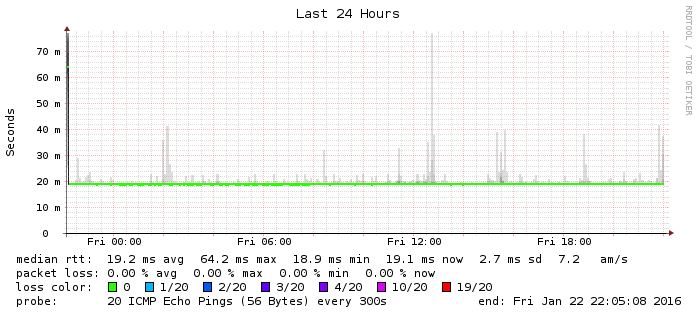 Last 24 Hours
RRDTOOL / TOBI OETIKER
Seconds
70 m
60 m
50 m
40 m
30 m
20 m
10 m
0
Fri 00:00 Fri 06:00 Fri 12:00 Fri 18:00
median rtt: 19.2 ms avg 64.2 ms max 18.9 ms min 19.1 ms now 2.7 ms sd 7.2 am/s
packet loss: 0.00 % avg 0.00 % max 0.00 % min 0.00 % now
loss color: 0 1/20 2/20 3/20 4/20 10/20 19/20
probe: 20 ICMP Echo Pings (56 Bytes) every 300s end: Fri Jan 22 22:05:08 2016